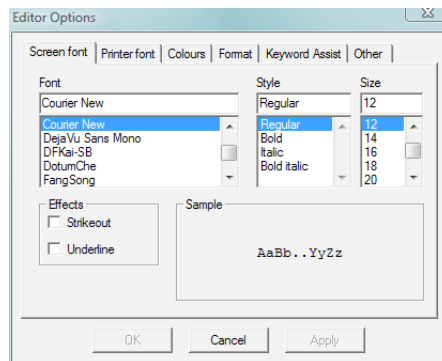 Editor Options
Screen font Printer font Colours Format Keyword Assist Other
Font Style Size
Courier New Regular 12
Courier New Regular 12
DejaVu Sans Mono Bold 14
DFKai-SB Italic 16
DotumChe Bold italic 18
FangSong 20
Effects Sample
Strikeout
Underline
AaBb..YyZz
OK Cancel Apply